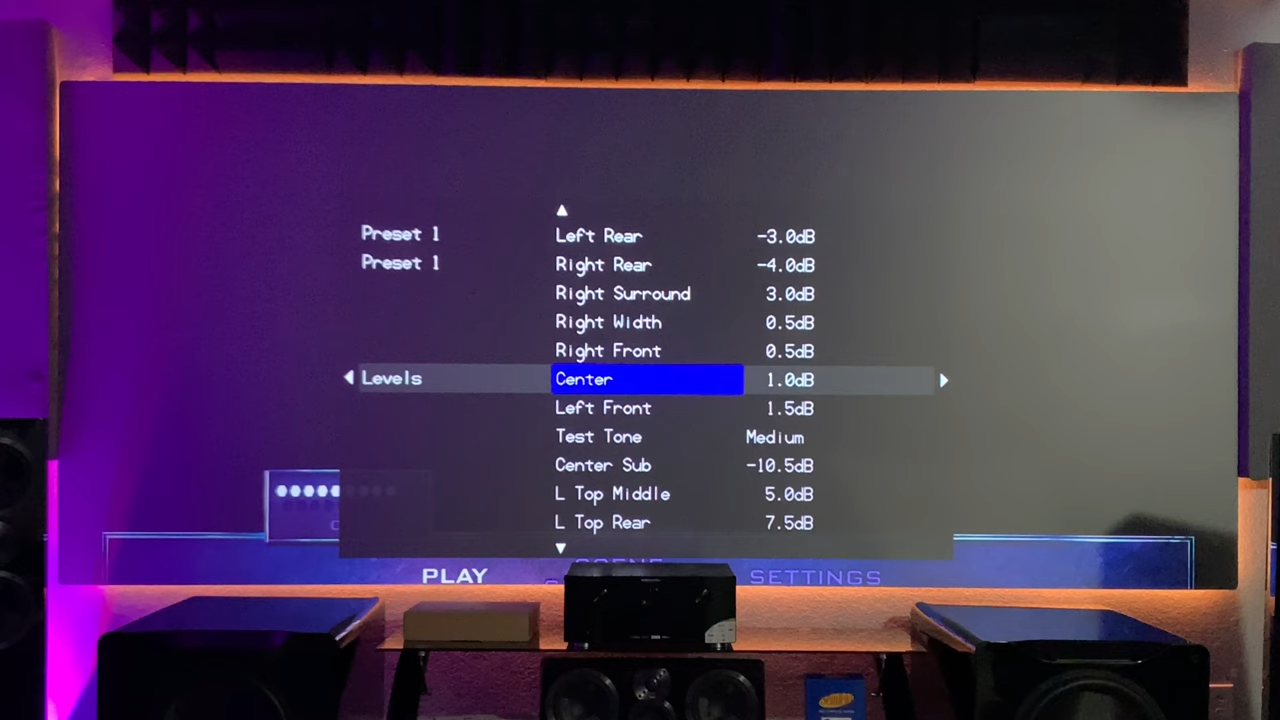 Preset 1
Preset 1
Left Rear -3.0dB
Right Rear -4.0dB
Right Surround 3.0dB
Right Width 0.5dB
Right Front 0.5dB
Levels Center 1.0dB
Left Front 1.5dB
Test Tone Medium
Center Sub -10.5dB
L Top Middle 5.0dB
L Top Rear 7.5dB
PLAY SETTINGS